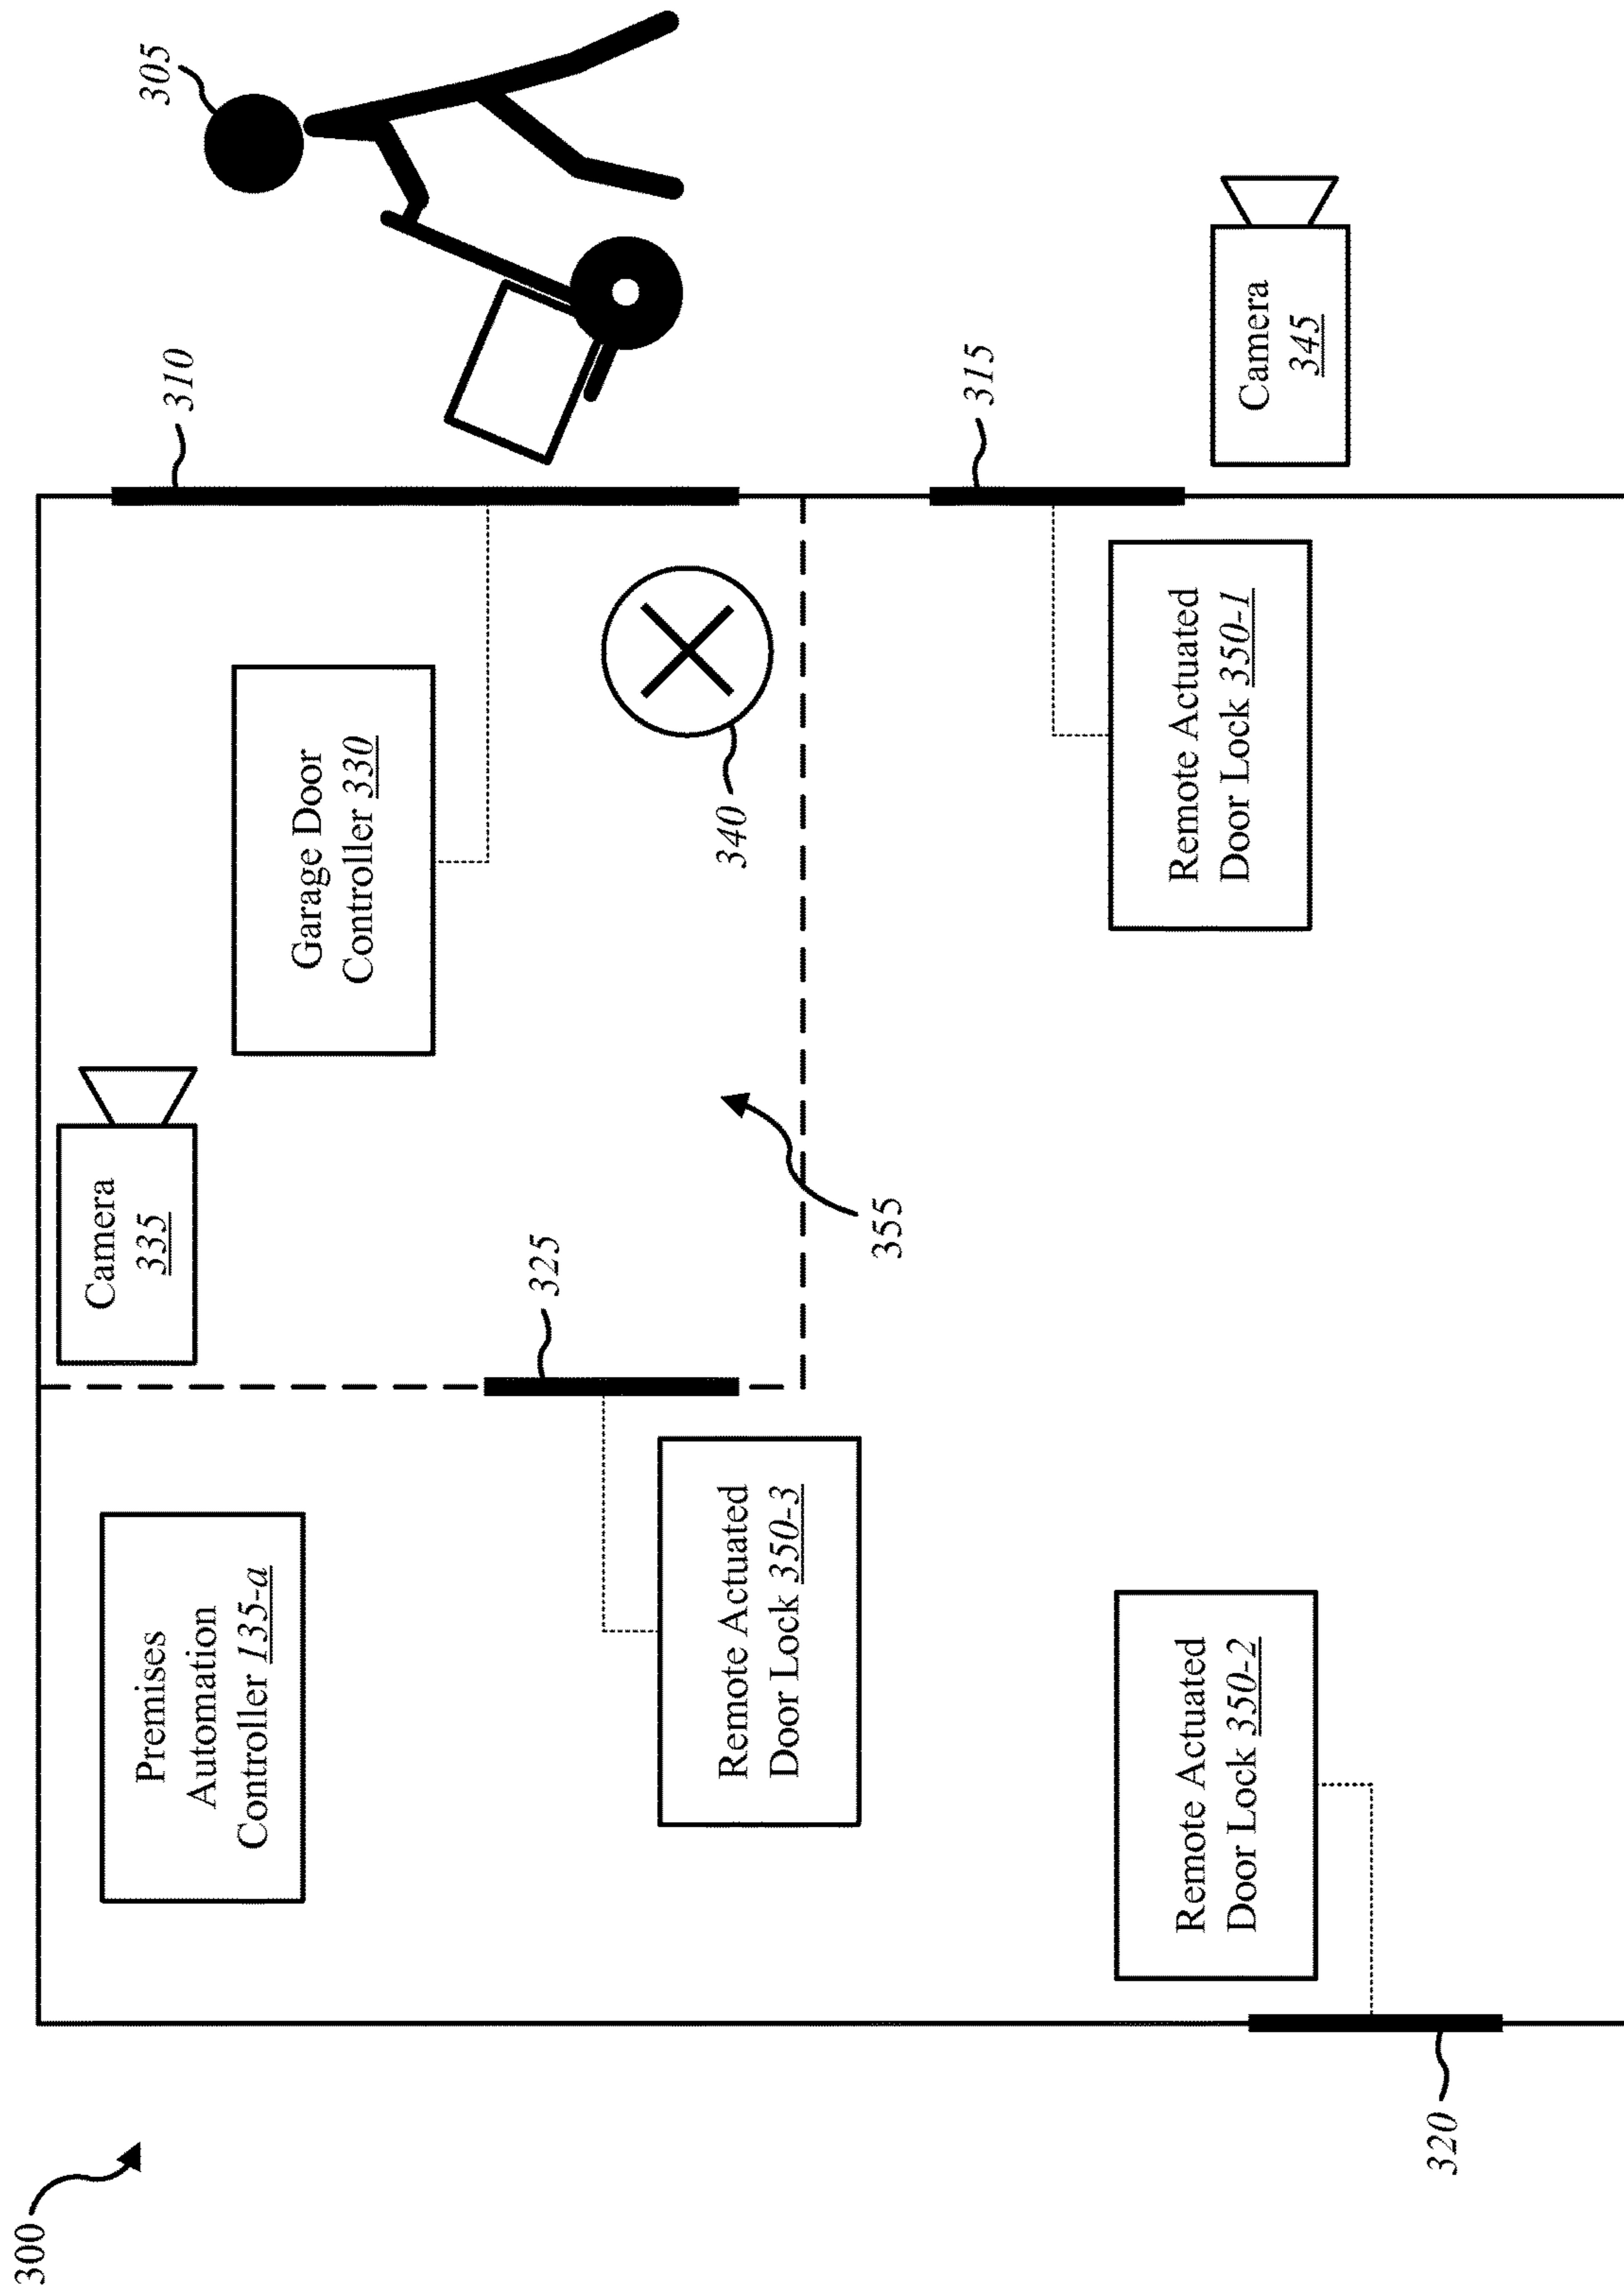 300
305
310
315
320
325
340
355
Premises
Automation
Controller 135-a
Camera
335
Garage Door
Controller 330
Remote Actuated
Door Lock 350-3
Remote Actuated
Door Lock 350-2
Remote Actuated
Door Lock 350-1
Camera
345